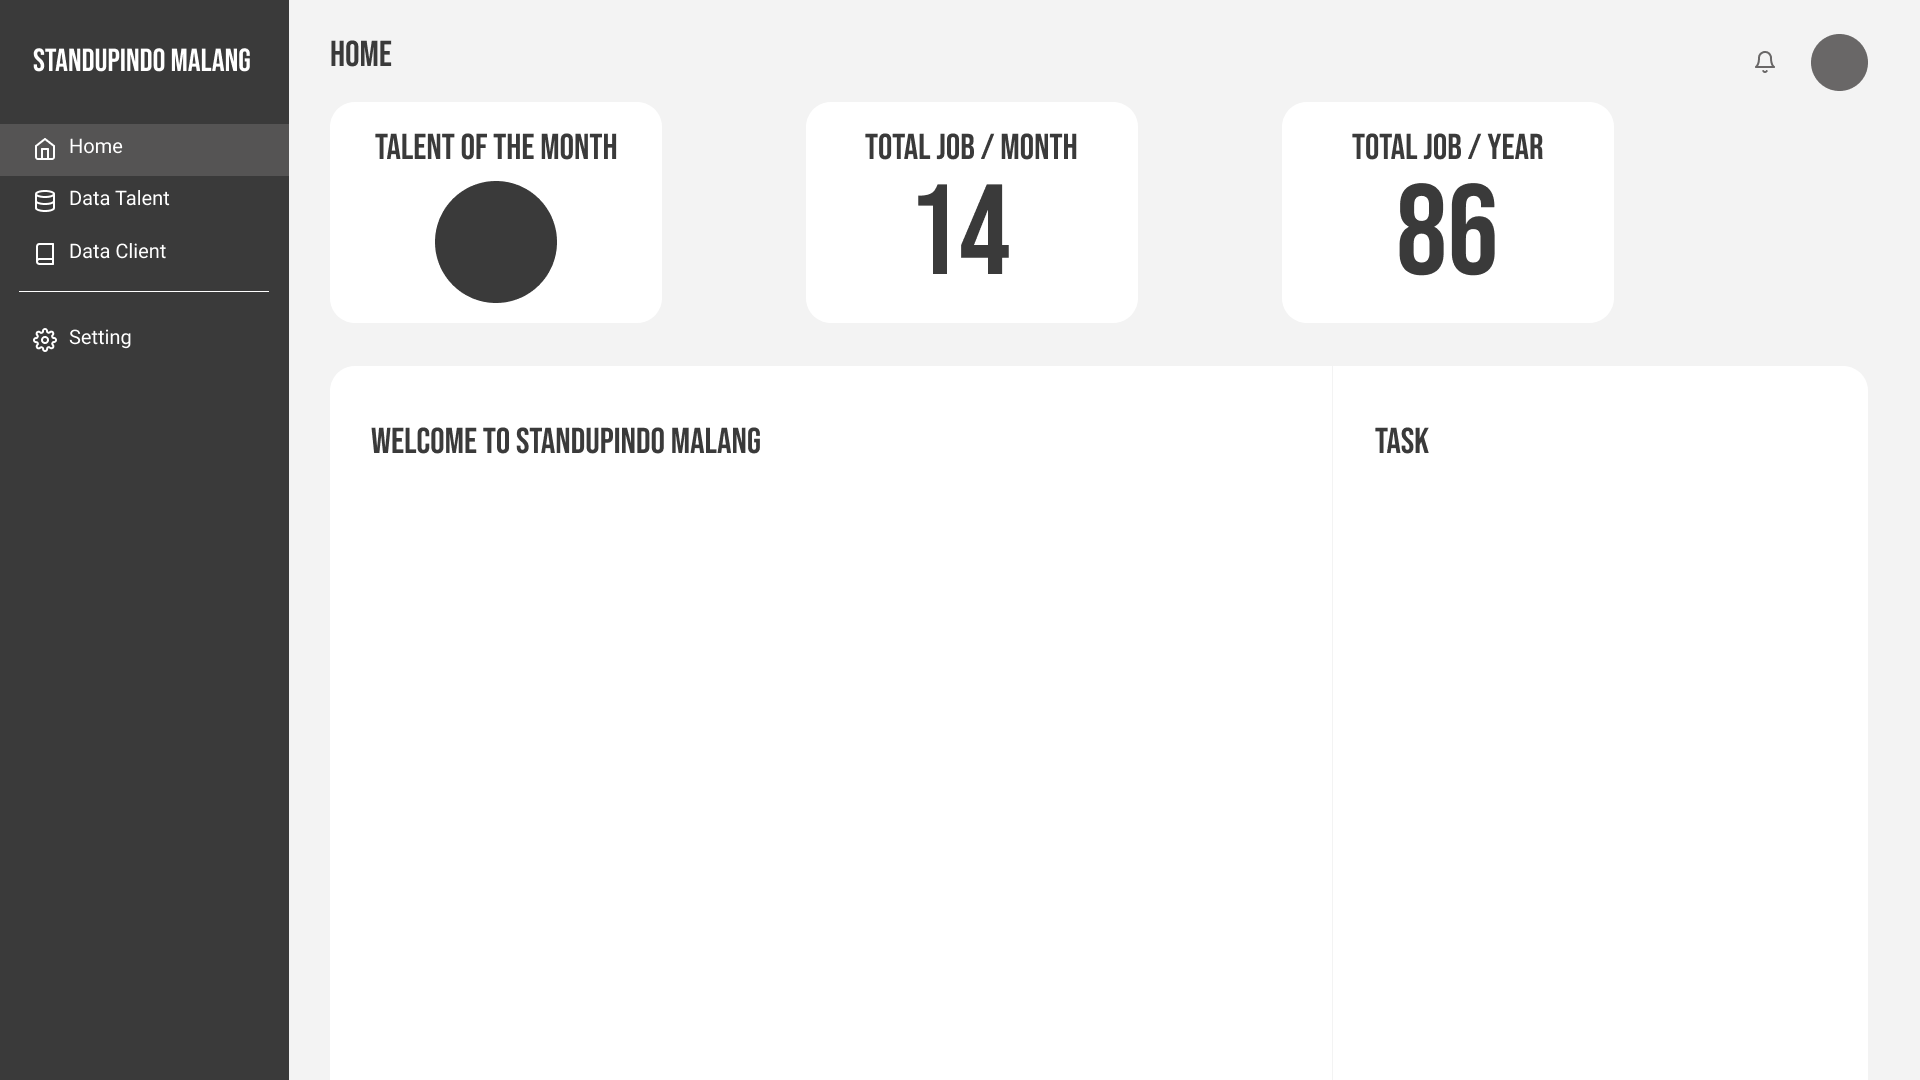 STANDUPINDO MALANG
Home
Data Talent
Data Client
Setting
HOME
TALENT OF THE MONTH
TOTAL JOB / MONTH
14
TOTAL JOB / YEAR
86
WELCOME TO STANDUPINDO MALANG
TASK